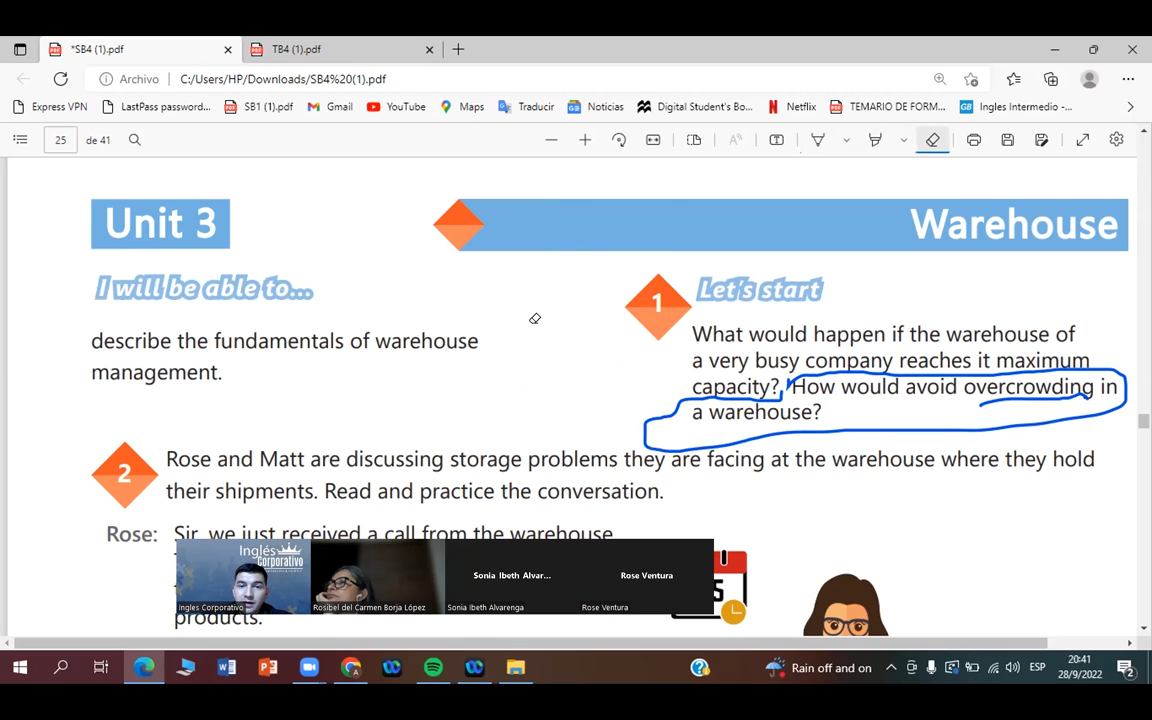 *SB4 (1).pdf
TB4 (1).pdf
Archivo
C:/Users/HP/Downloads/SB4%20(1).pdf
Express VPN
LastPass password...
SB1 (1).pdf
Gmail
YouTube
Maps
Traducir
Noticias
Digital Student's Bo...
Netflix
TEMARIO DE FORM...
Ingles Intermedio -...
25 de 41
Unit 3
Warehouse
I will be able to...
describe the fundamentals of warehouse
management.
1
Let's start
What would happen if the warehouse of
a very busy company reaches it maximum
capacity? How would avoid overcrowding in
a warehouse?
2
Rose and Matt are discussing storage problems they are facing at the warehouse where they hold
their shipments. Read and practice the conversation.
Rose: Sir, we just received a call from the warehouse.
products.
Inglés
Corporativo
Ingles Corporativo
Rosibel del Carmen Borja López
Sonia Ibeth Alvar...
Sonia Ibeth Alvarenga
Rose Ventura
Rose Ventura
Rain off and on
ESP
20:41
28/9/2022
2